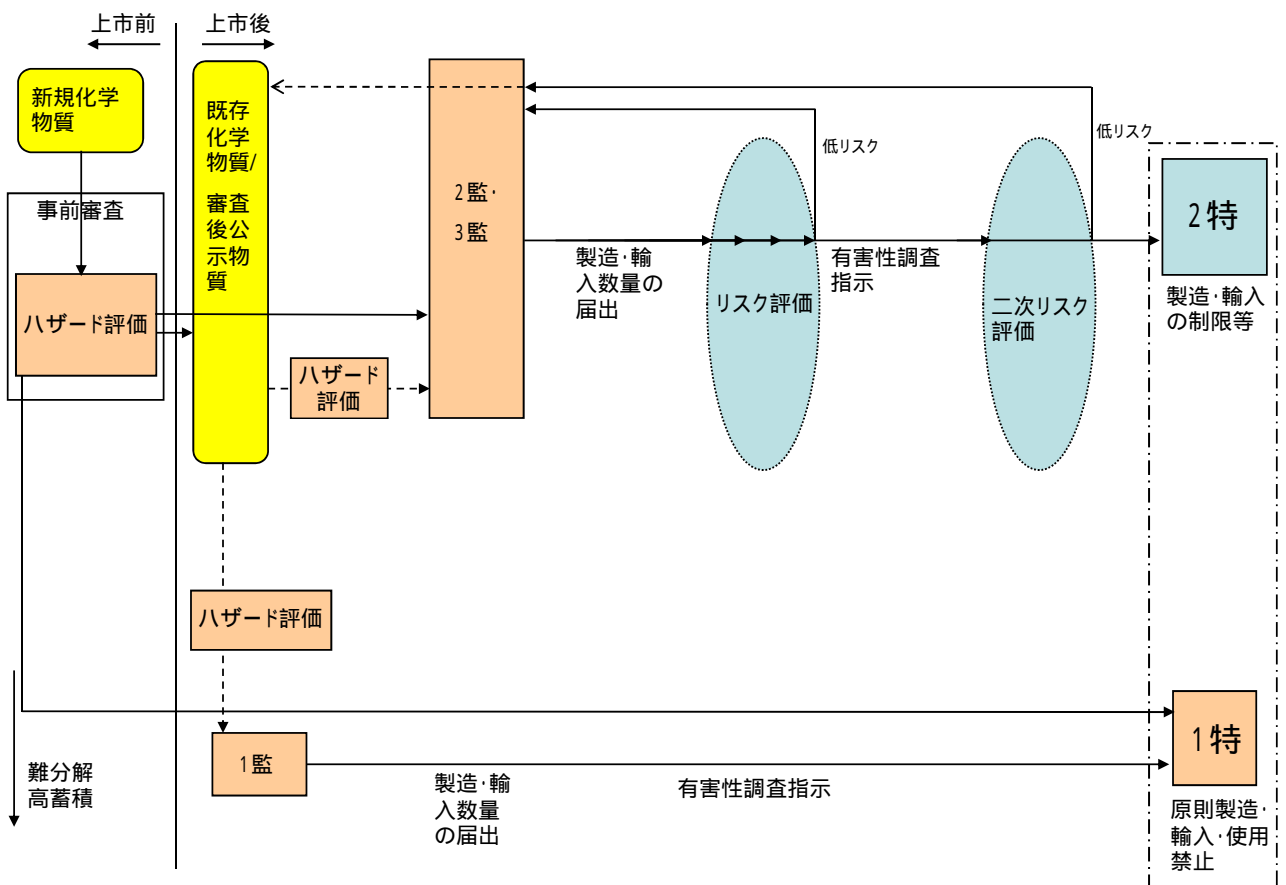 上市前
上市後
新規化学
物質
事前審査
ハザード評価
既存
化学
物質/
審査
後公
示物
質
ハザード
評価
2監・
3監
製造・輸
入数量の
届出
リスク評価
低リスク
有害性調査
指示
二次リスク
評価
低リスク
2特
製造・輸入
の制限等
ハザード評価
難分解
高蓄積
1監
製造・輸
入数量
の届出
有害性調査指示
1特
原則製造・
輸入・使用
禁止